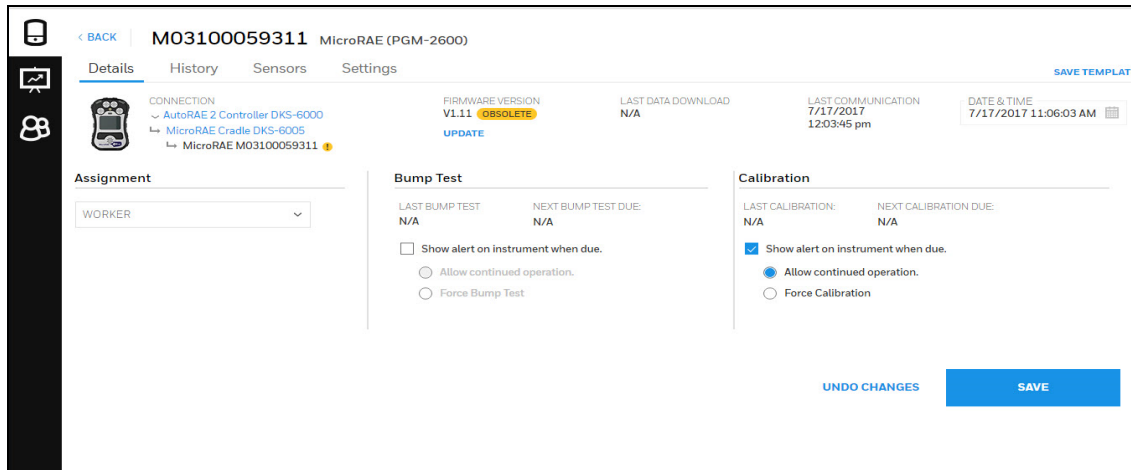 < BACK
M03100059311 MicroRAE (PGM-2600)
Details History Sensors Settings
SAVE TEMPLAT
CONNECTION
AutoRAE 2 Controller DKS-6000
MicroRAE Cradle DKS-6005
MicroRAE M03100059311
FIRMWARE VERSION
V1.11 OBSOLETE
UPDATE
LAST DATA DOWNLOAD
N/A
LAST COMMUNICATION
7/17/2017
12:03:45 pm
DATE & TIME
7/17/2017 11:06:03 AM
Assignment
WORKER
Bump Test
LAST BUMP TEST NEXT BUMP TEST DUE:
N/A N/A
Show alert on instrument when due.
Allow continued operation.
Force Bump Test
Calibration
LAST CALIBRATION: NEXT CALIBRATION DUE:
N/A N/A
Show alert on instrument when due.
Allow continued operation.
Force Calibration
UNDO CHANGES
SAVE